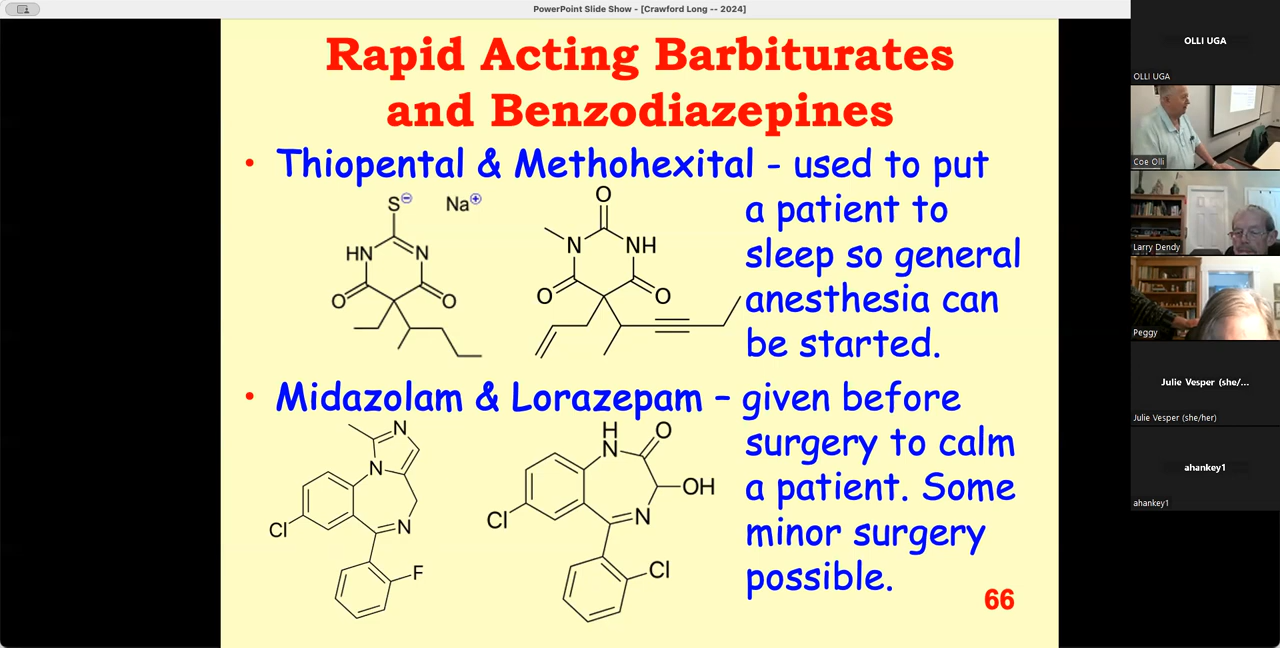 PowerPoint Slide Show - [Crawford Long -- 2024]
Rapid Acting Barbiturates
and Benzodiazepines
• Thiopental & Methohexital - used to put
a patient to
sleep so general
anesthesia can
be started.
S⊖ Na⊕
HN N
O O
O
N NH
O O
• Midazolam & Lorazepam – given before
surgery to calm
a patient. Some
minor surgery
possible.
N
N
Cl N
F
H
N O
OH
Cl N
Cl
66
OLLI UGA
OLLI UGA
Coe Olli
Larry Dendy
Peggy
Julie Vesper (she/...
Julie Vesper (she/her)
ahankey1
ahankey1